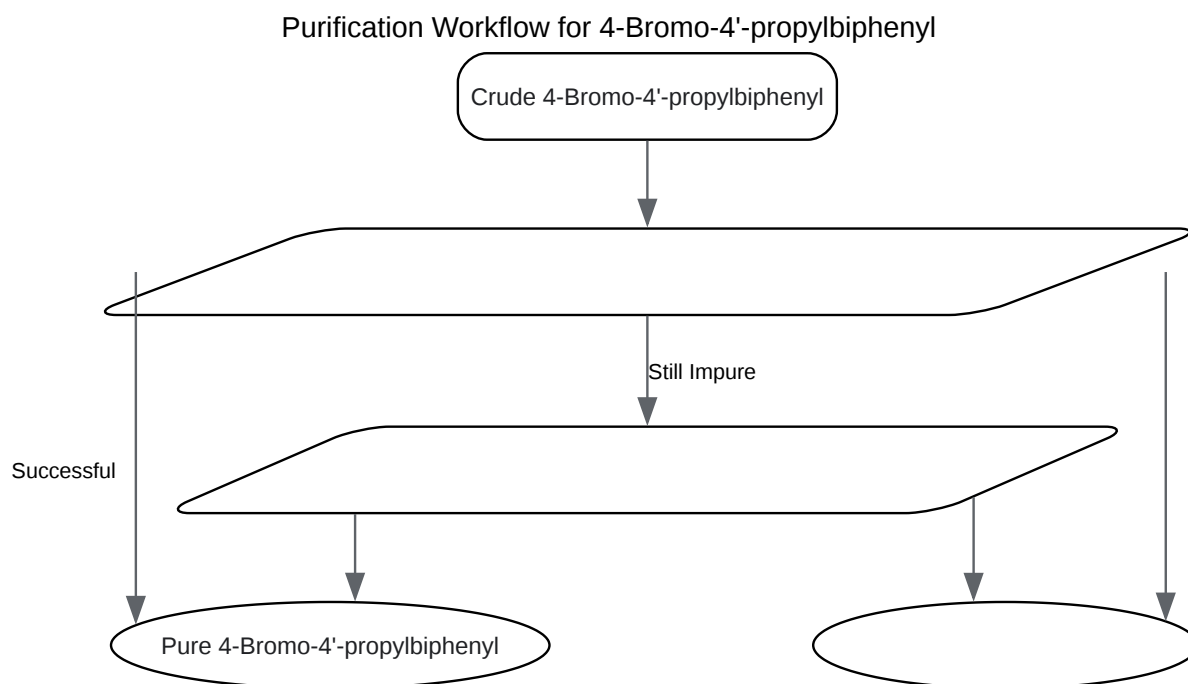 Purification Workflow for 4-Bromo-4'-propylbiphenyl
Crude 4-Bromo-4'-propylbiphenyl
Still Impure
Successful
Pure 4-Bromo-4'-propylbiphenyl